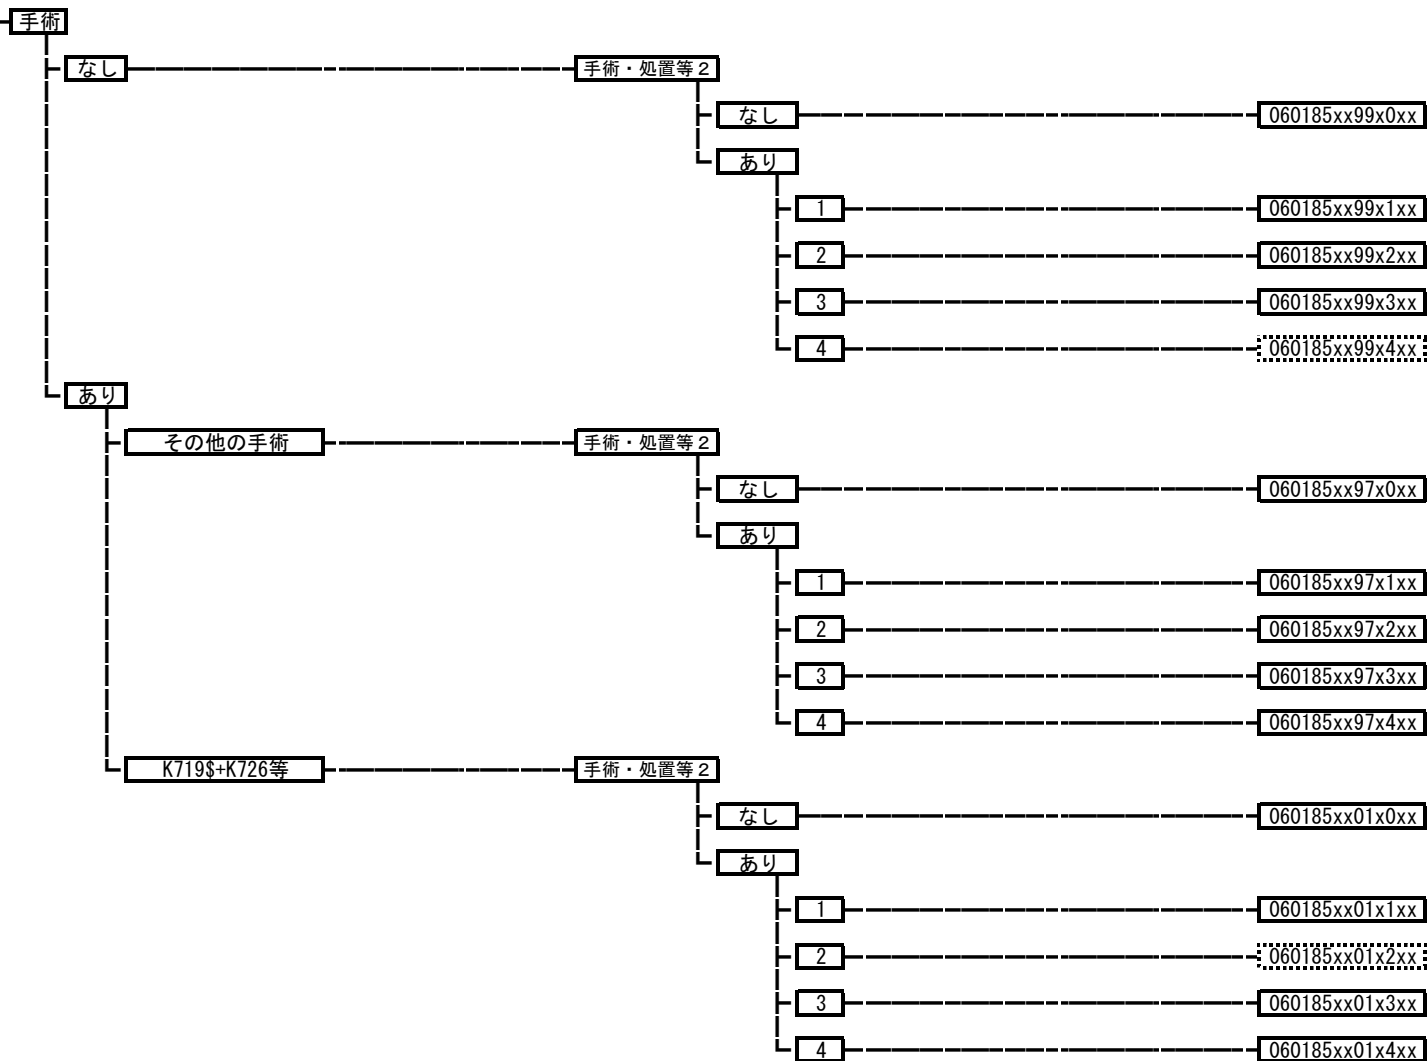 手術
なし 手術・処置等2
なし 060185xx99x0xx
あり
1 060185xx99x1xx
2 060185xx99x2xx
3 060185xx99x3xx
4 060185xx99x4xx
あり
その他の手術 手術・処置等2
なし 060185xx97x0xx
あり
1 060185xx97x1xx
2 060185xx97x2xx
3 060185xx97x3xx
4 060185xx97x4xx
K719$+K726等 手術・処置等2
なし 060185xx01x0xx
あり
1 060185xx01x1xx
2 060185xx01x2xx
3 060185xx01x3xx
4 060185xx01x4xx